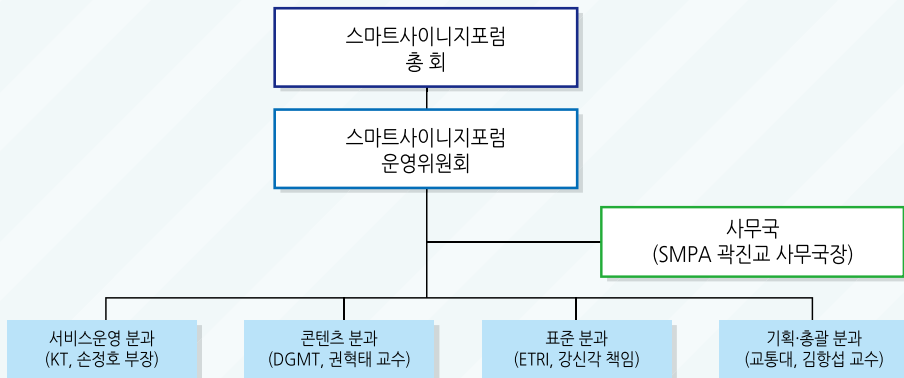 스마트사이니지포럼
총 회
스마트사이니지포럼
운영위원회
사무국
(SMPA 곽진교 사무국장)
서비스운영 분과
(KT, 손정호 부장)
콘텐츠 분과
(DGMT, 권혁태 교수)
표준 분과
(ETRI, 강신각 책임)
기획·총괄 분과
(교통대, 김항섭 교수)